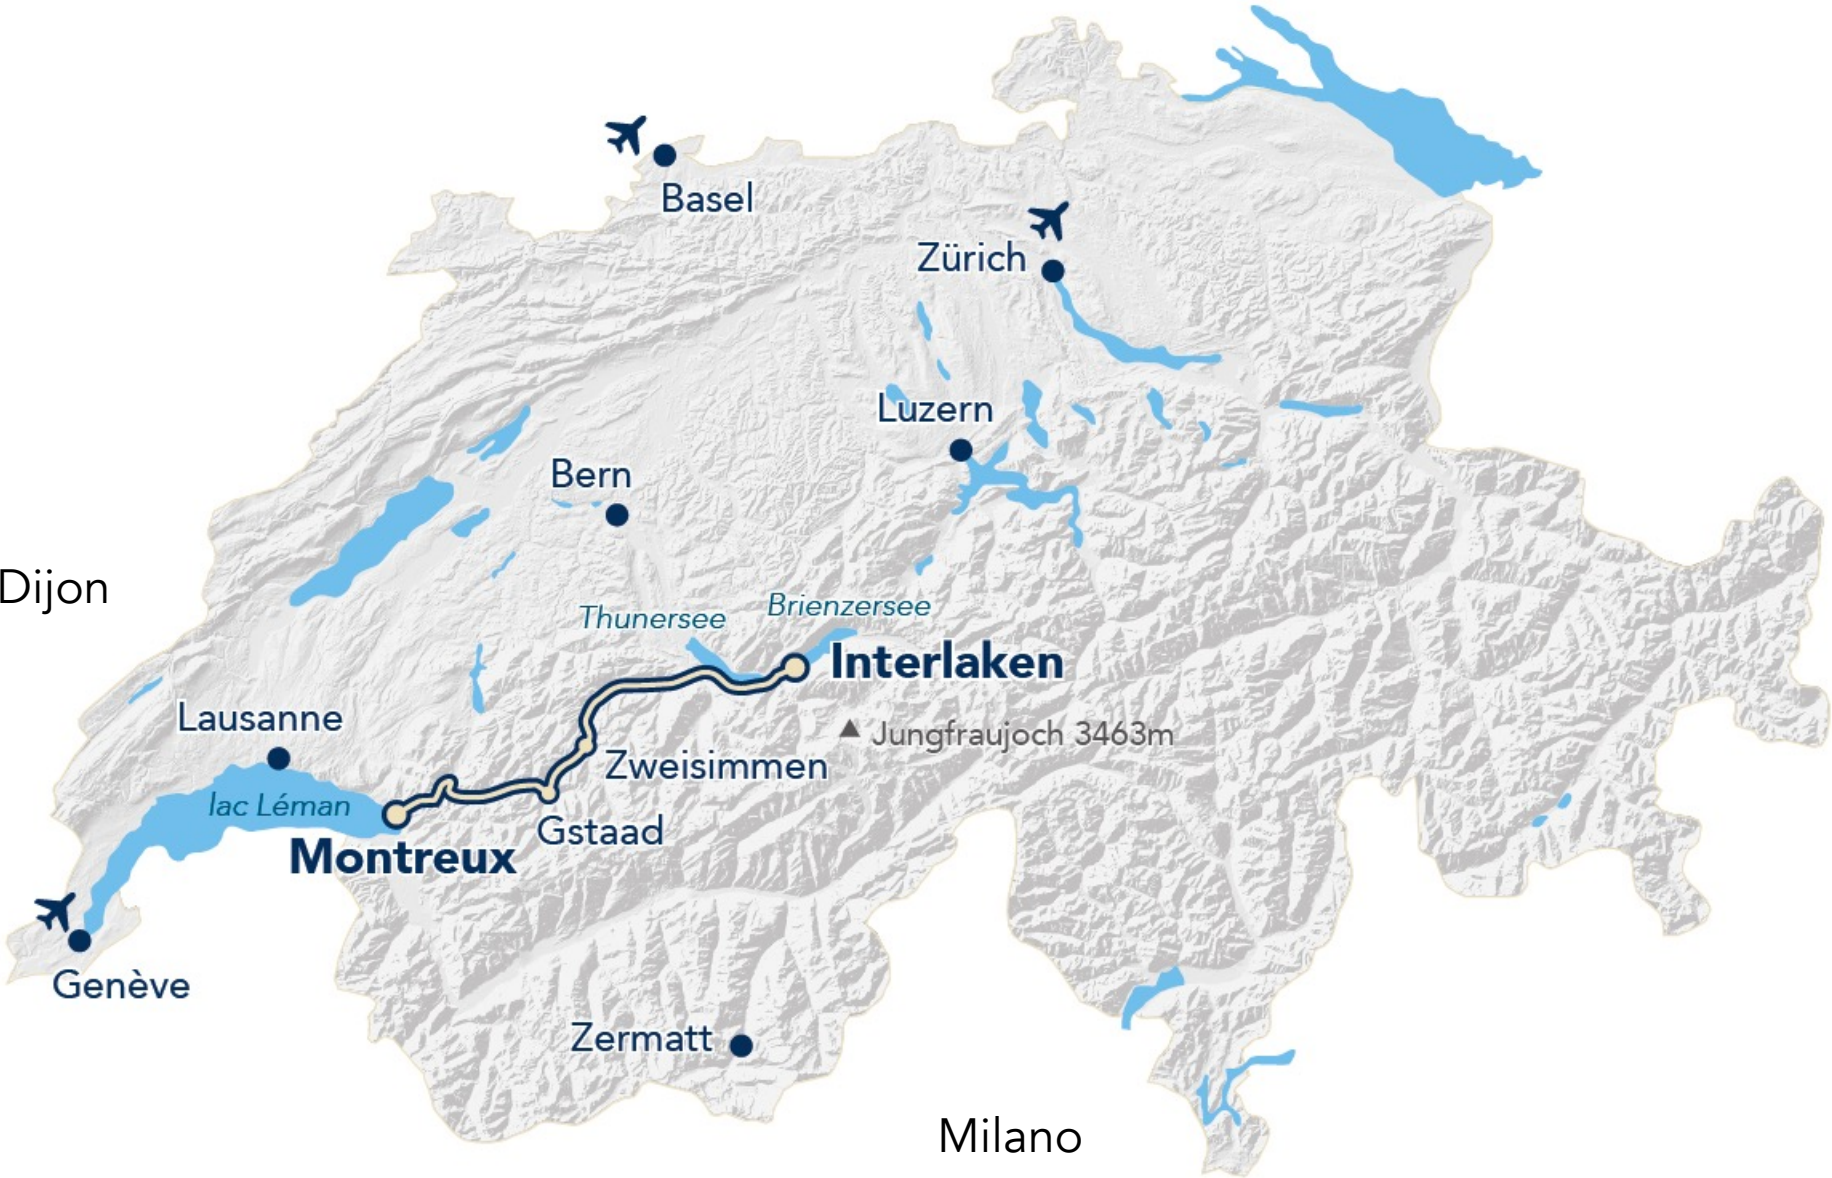 Basel
Zürich
Luzern
Bern
Dijon
Thunersee
Brienzersee
Interlaken
Lausanne
Jungfraujoch 3463m
Zweisimmen
lac Léman
Gstaad
Montreux
Genève
Zermatt
Milano